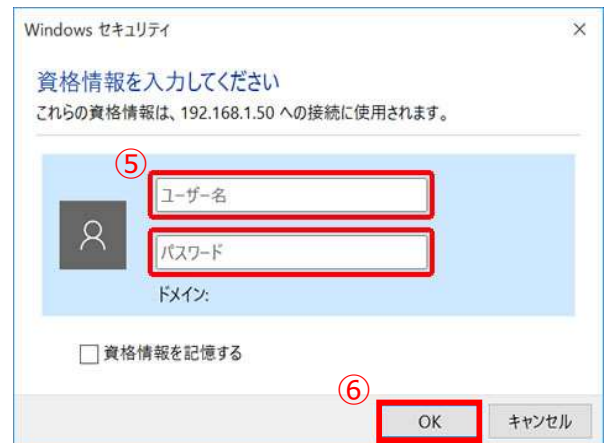 Windows セキュリティ
×
資格情報を入力してください
これらの資格情報は、192.168.1.50 への接続に使用されます。
⑤
ユーザー名
パスワード
ドメイン:
資格情報を記憶する
⑥
OK キャンセル